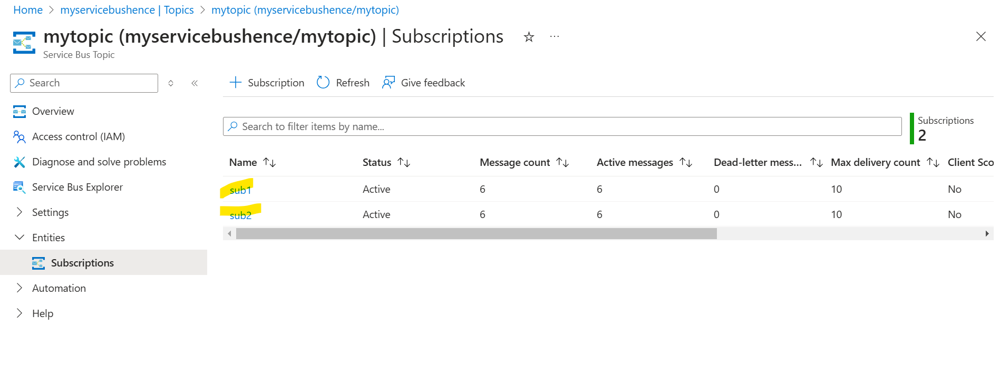 Home > myservicebushence | Topics > mytopic (myservicebushence/mytopic)
mytopic (myservicebushence/mytopic) | Subscriptions
Service Bus Topic
Search
Overview
Access control (IAM)
Diagnose and solve problems
Service Bus Explorer
Settings
Entities
Subscriptions
Automation
Help
Subscription Refresh Give feedback
Search to filter items by name...
Subscriptions
2
Name Status Message count Active messages Dead-letter mess... Max delivery count Client Sco
sub1 Active 6 6 0 10 No
sub2 Active 6 6 0 10 No